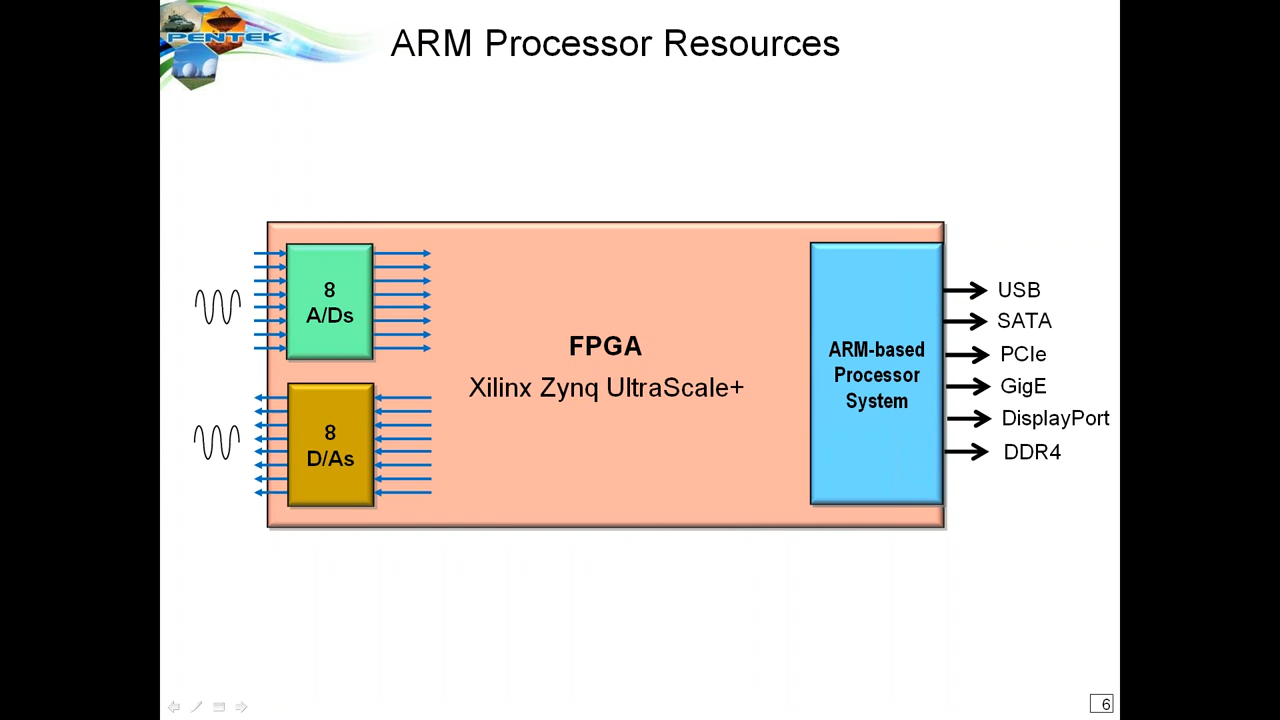 PENTEK
ARM Processor Resources
8
A/Ds
8
D/As
FPGA
Xilinx Zynq UltraScale+
ARM-based
Processor
System
USB
SATA
PCIe
GigE
DisplayPort
DDR4
6